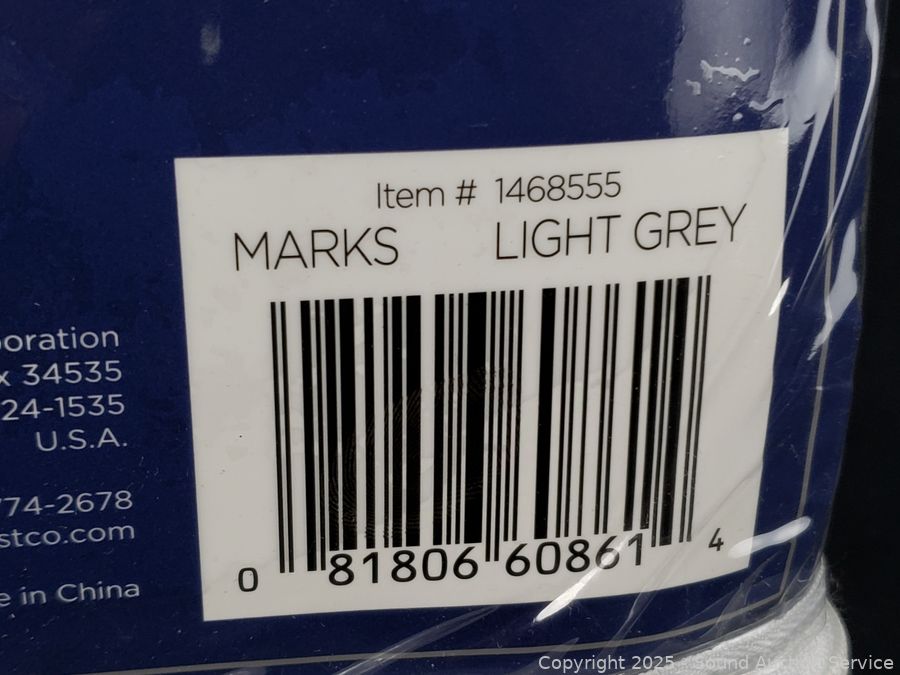 Item # 1468555
MARKS LIGHT GREY
0 81806 60861 4
oration
x 34535
24-1535
U.S.A.
774-2678
stco.com
e in China
Copyright 2025 - Sound Auction Service